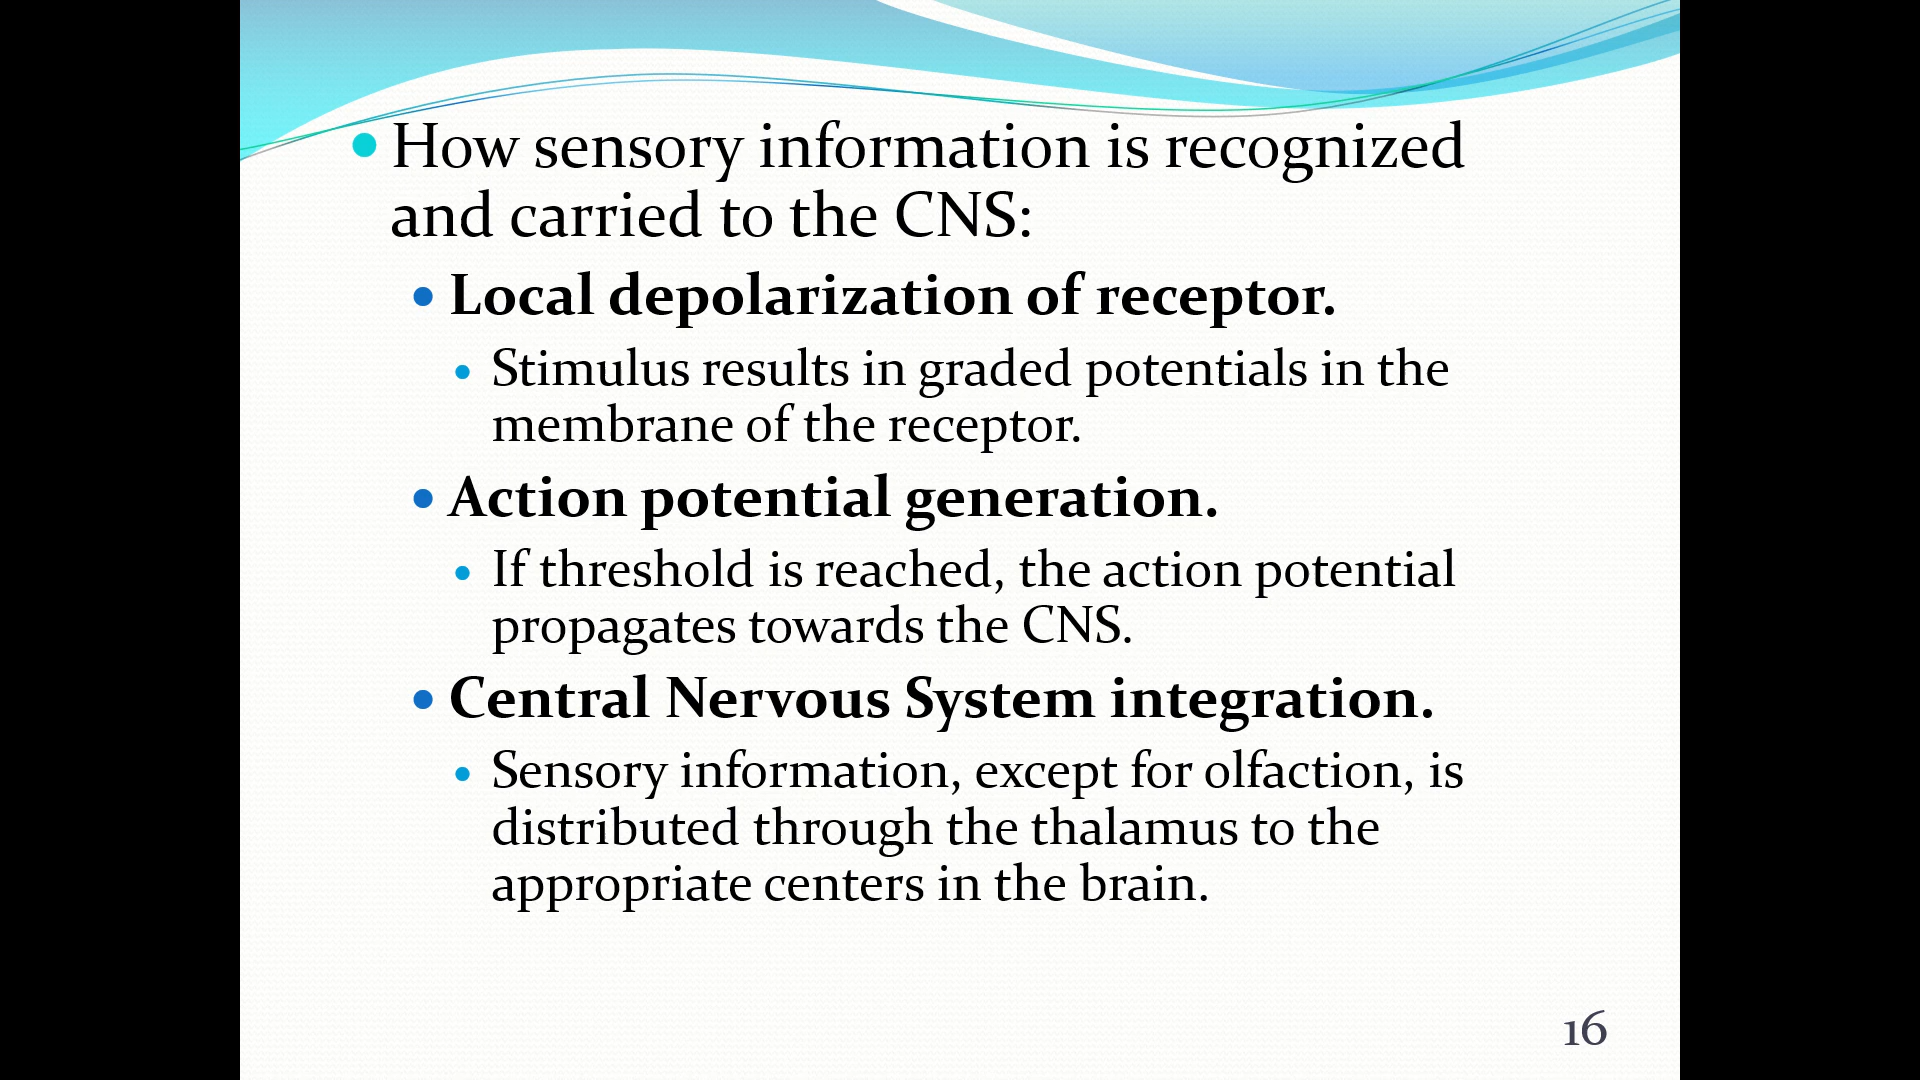 • How sensory information is recognized
and carried to the CNS:
• Local depolarization of receptor.
• Stimulus results in graded potentials in the
membrane of the receptor.
• Action potential generation.
• If threshold is reached, the action potential
propagates towards the CNS.
• Central Nervous System integration.
• Sensory information, except for olfaction, is
distributed through the thalamus to the
appropriate centers in the brain.
16